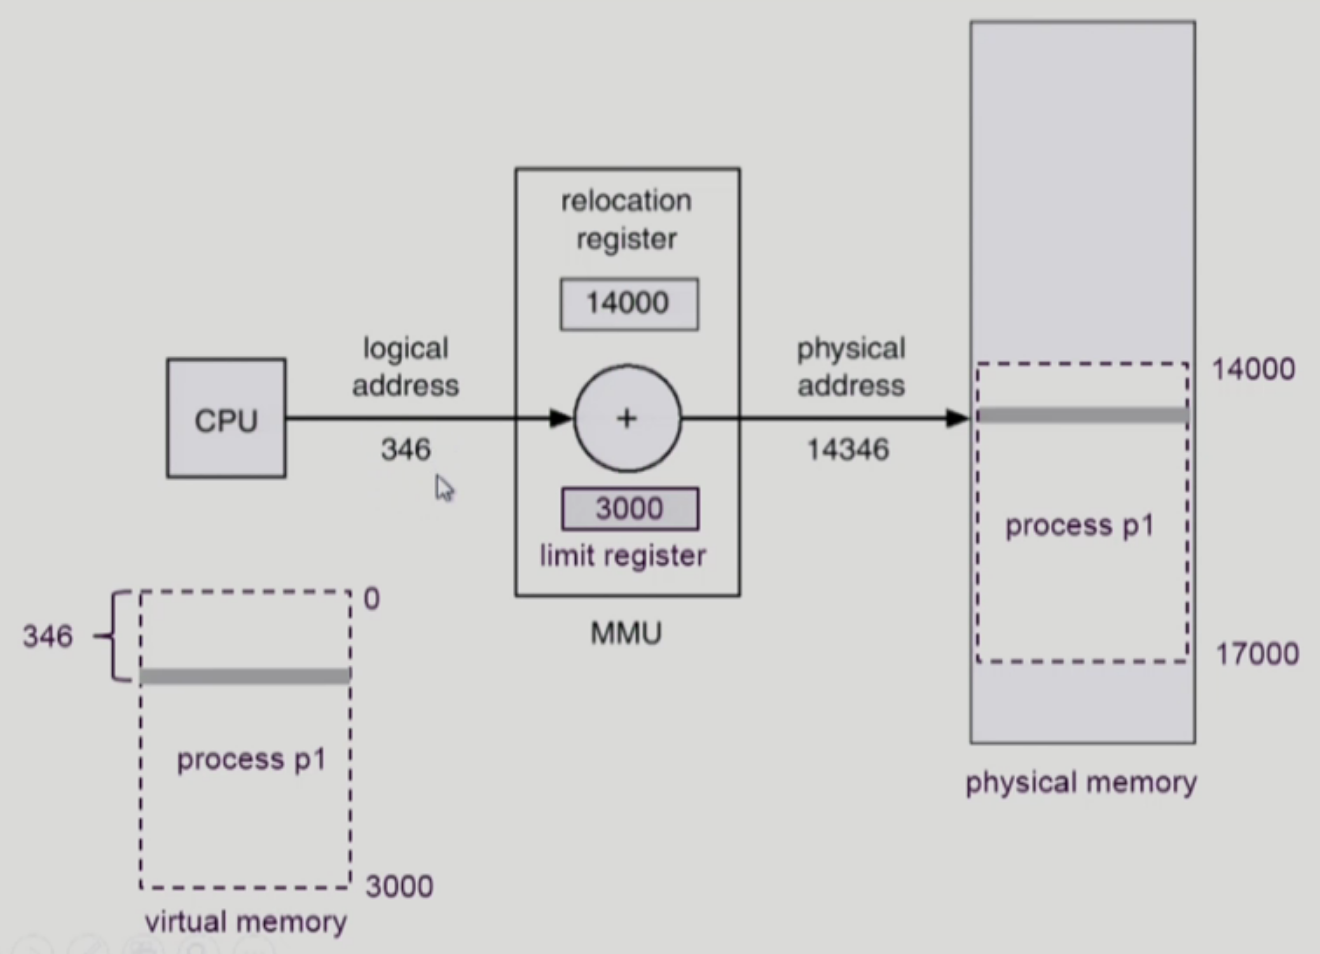 relocation
register
14000
logical
address
physical
address
14000
CPU
+
346
14346
3000
process p1
limit register
0
346
MMU
17000
process p1
physical memory
3000
virtual memory